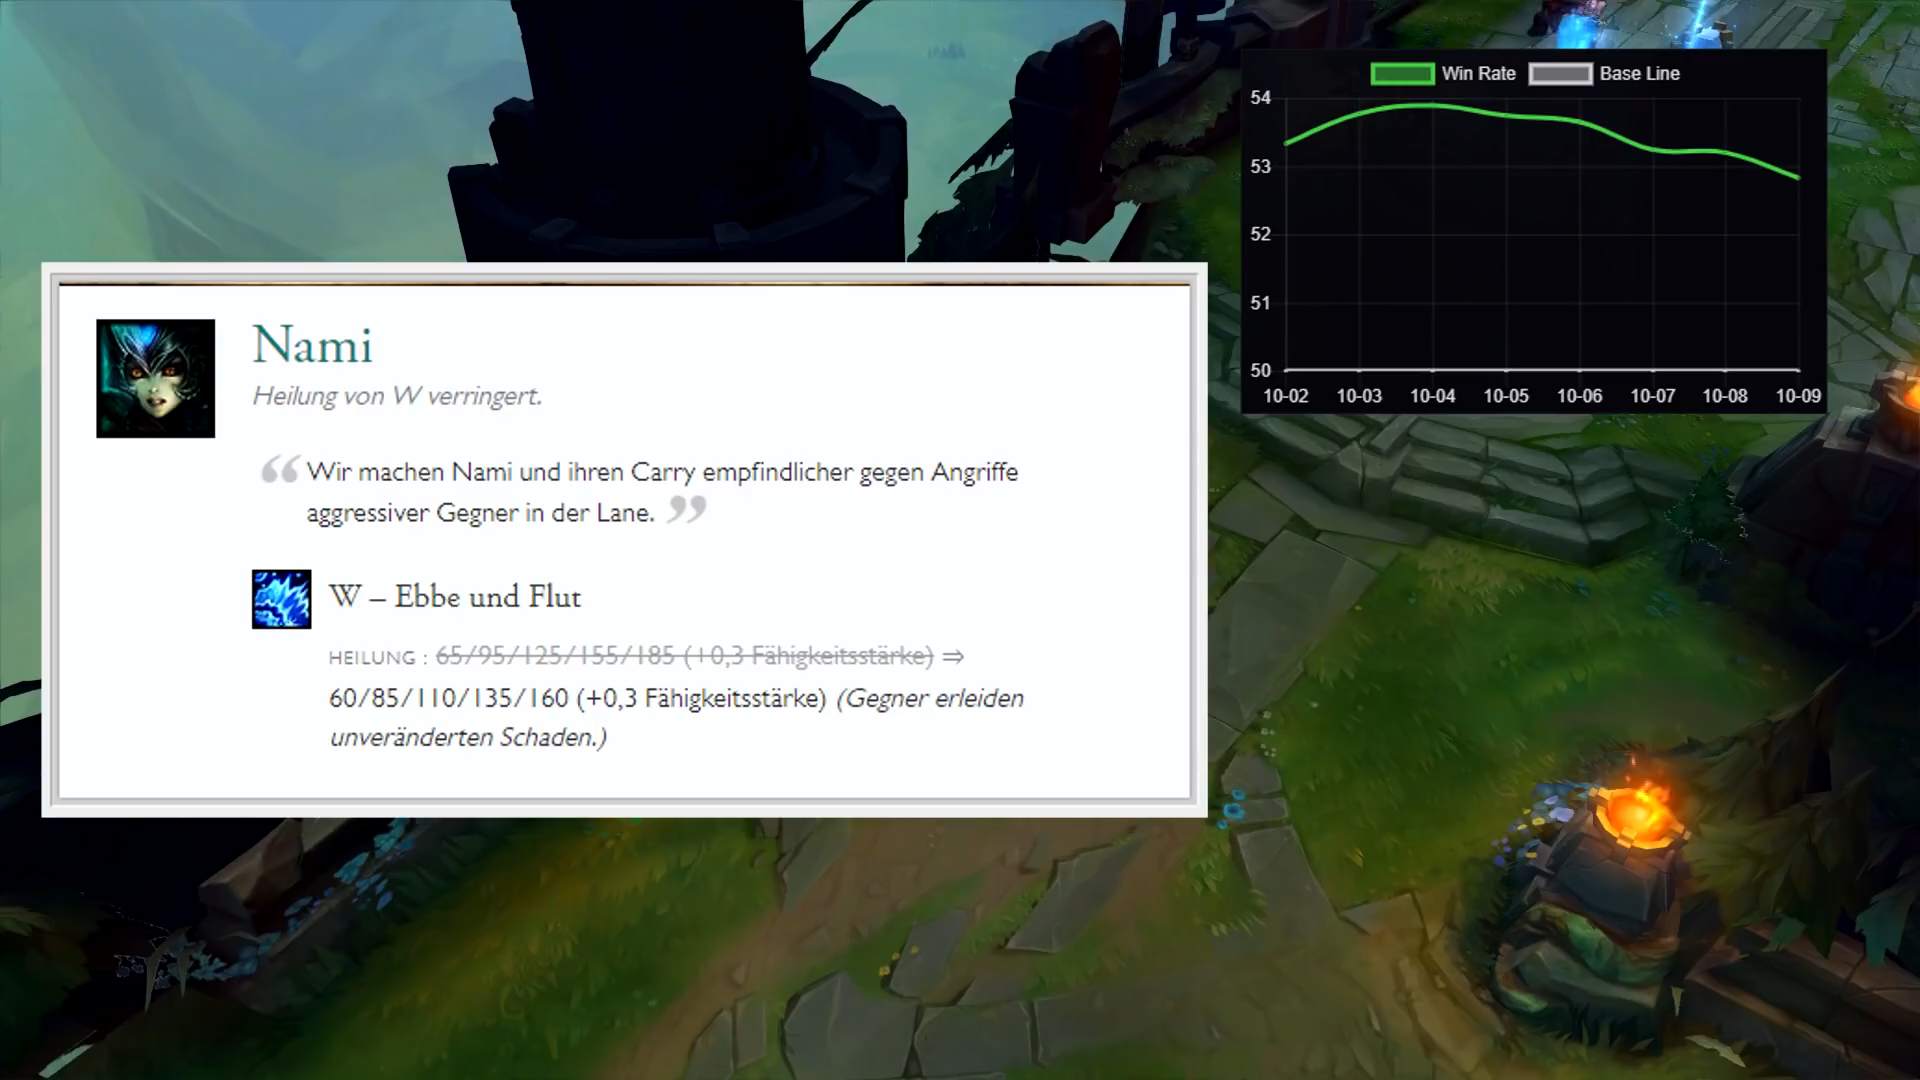 Nami
Heilung von W verringert.
“Wir machen Nami und ihren Carry empfindlicher gegen Angriffe
aggressiver Gegner in der Lane.”
W – Ebbe und Flut
HEILUNG : 65/95/125/155/185 (+0,3 Fähigkeitsstärke) ⇒
60/85/110/135/160 (+0,3 Fähigkeitsstärke) (Gegner erleiden
unveränderten Schaden.)
Win Rate Base Line
54
53
52
51
50
10-02 10-03 10-04 10-05 10-06 10-07 10-08 10-09